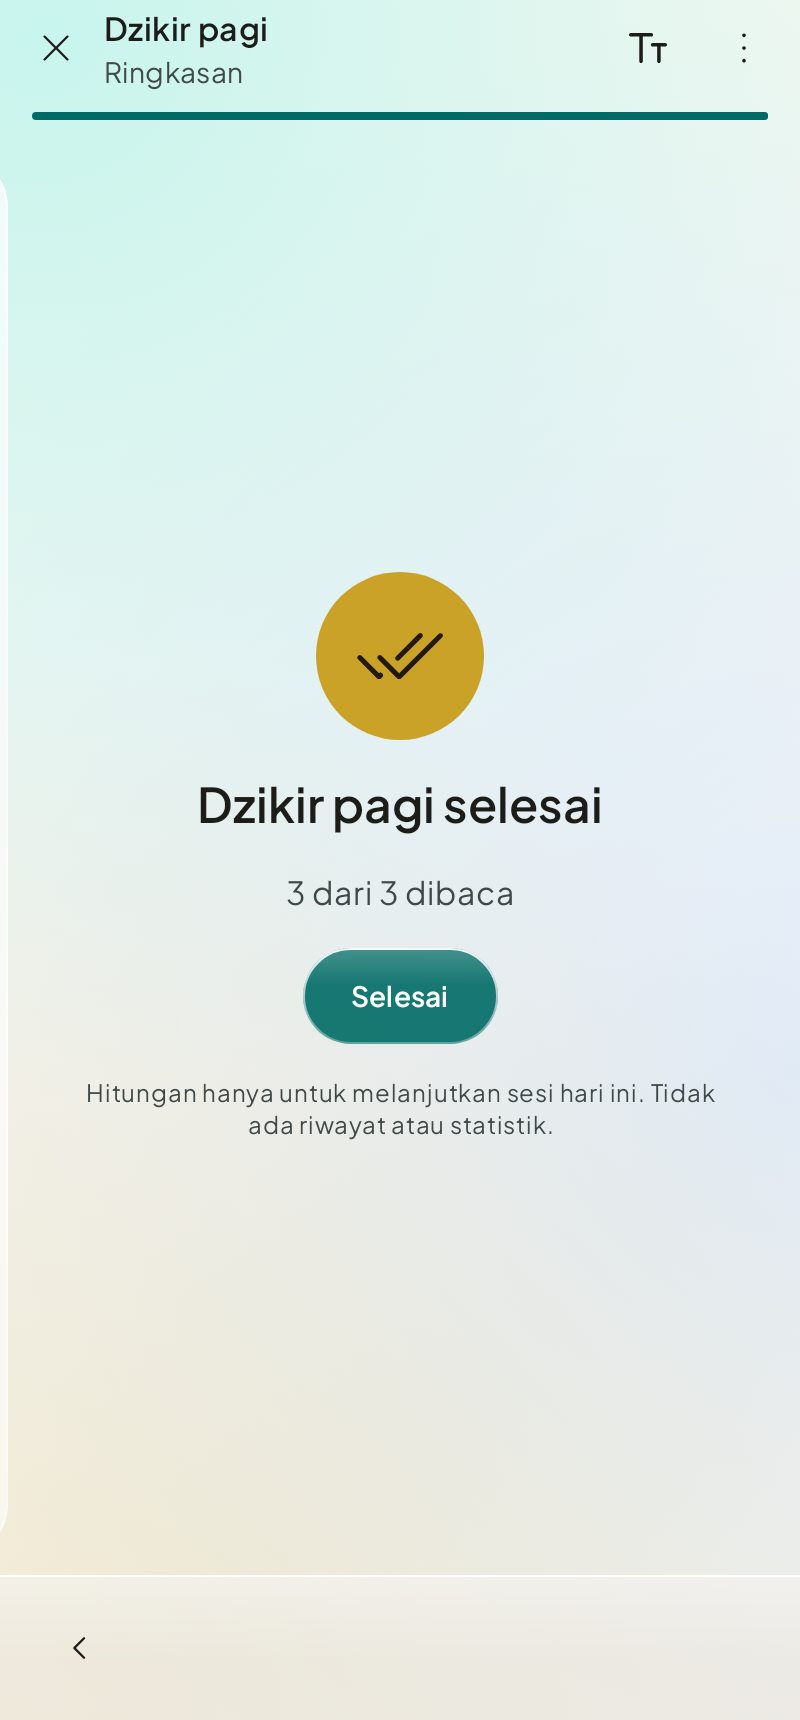 Dzikir pagi
Ringkasan
Dzikir pagi selesai
3 dari 3 dibaca
Selesai
Hitungan hanya untuk melanjutkan sesi hari ini. Tidak
ada riwayat atau statistik.